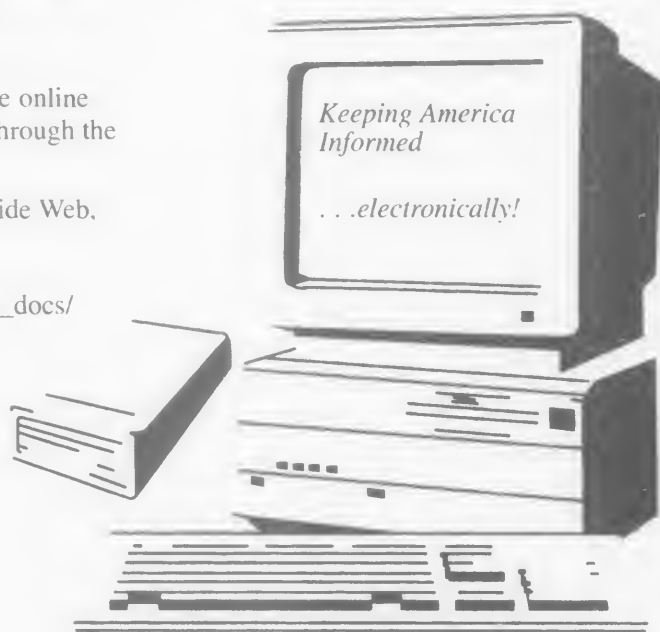 e online
hrough the
ide Web,
_docs/
Keeping America
Informed
. . .electronically!